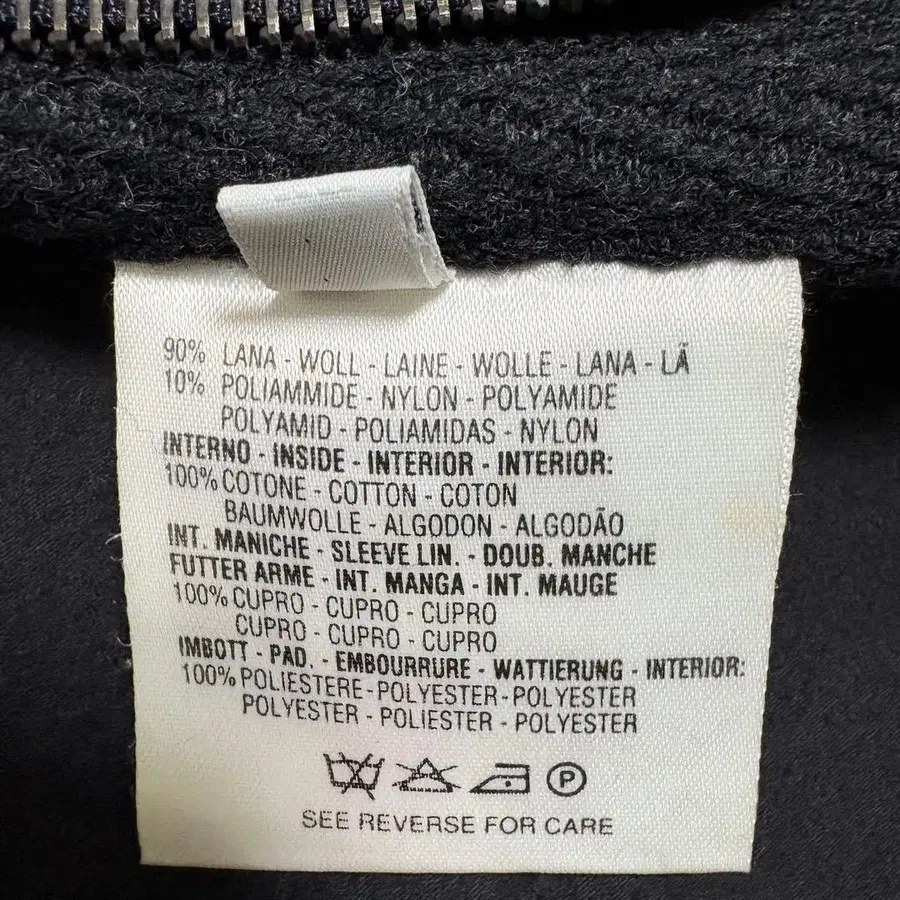 90% LANA - WOLL - LAINE - WOLLE - LANA - LÃ
10% POLIAMMIDE - NYLON - POLYAMIDE
POLYAMID - POLIAMIDAS - NYLON
INTERNO - INSIDE - INTERIOR - INTERIOR:
100% COTONE - COTTON - COTON
BAUMWOLLE - ALGODON - ALGODÃO
INT. MANICHE - SLEEVE LIN. - DOUB. MANCHE
FUTTER ARME - INT. MANGA - INT. MAUGE
100% CUPRO - CUPRO - CUPRO
CUPRO - CUPRO - CUPRO
IMBOTT - PAD. - EMBOURRURE - WATTIERUNG - INTERIOR:
100% POLIESTERE - POLYESTER - POLYESTER
POLYESTER - POLIESTER - POLYESTER
P
SEE REVERSE FOR CARE